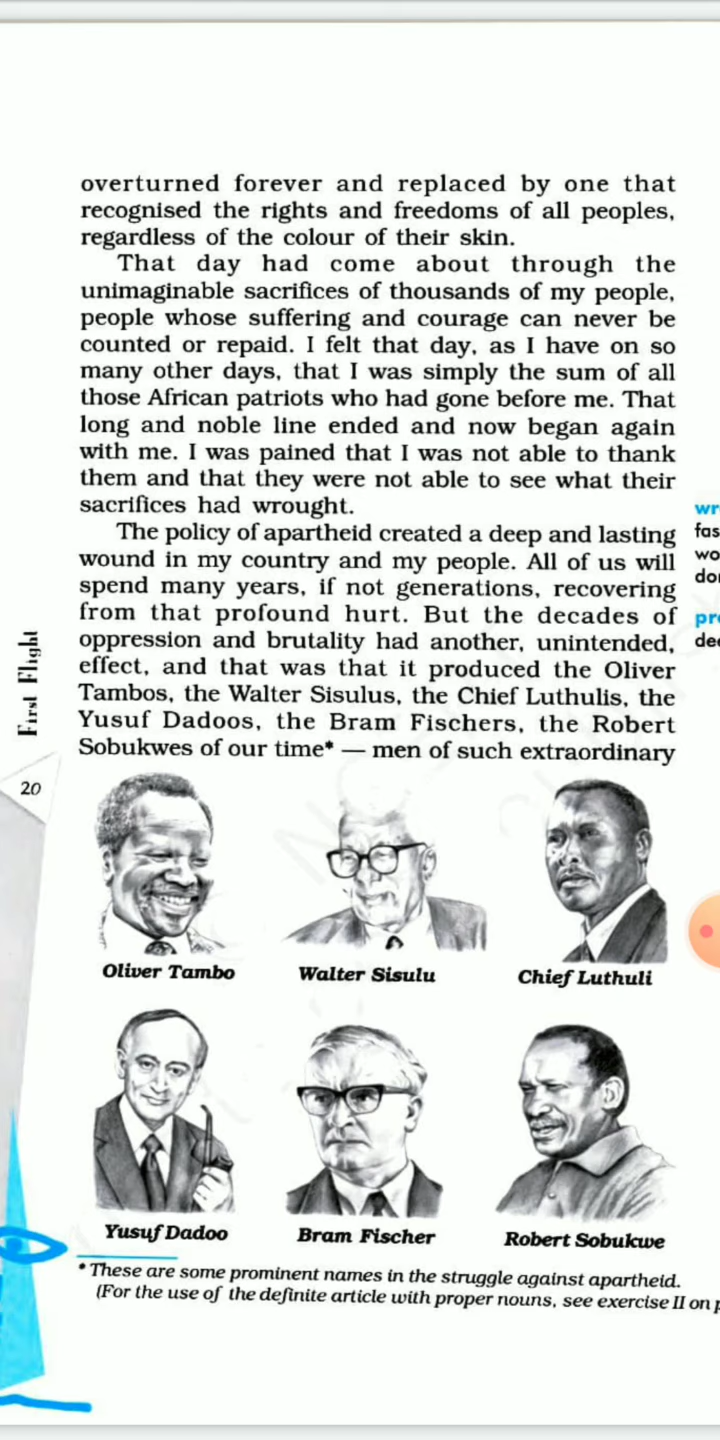 overturned forever and replaced by one that
recognised the rights and freedoms of all peoples,
regardless of the colour of their skin.
That day had come about through the
unimaginable sacrifices of thousands of my people,
people whose suffering and courage can never be
counted or repaid. I felt that day, as I have on so
many other days, that I was simply the sum of all
those African patriots who had gone before me. That
long and noble line ended and now began again
with me. I was pained that I was not able to thank
them and that they were not able to see what their
sacrifices had wrought.
The policy of apartheid created a deep and lasting
wound in my country and my people. All of us will
spend many years, if not generations, recovering
from that profound hurt. But the decades of
oppression and brutality had another, unintended,
effect, and that was that it produced the Oliver
Tambos, the Walter Sisulus, the Chief Luthulis, the
Yusuf Dadoos, the Bram Fischers, the Robert
Sobukwes of our time* — men of such extraordinary
First Flight
20
Oliver Tambo
Walter Sisulu
Chief Luthuli
Yusuf Dadoo
Bram Fischer
Robert Sobukwe
* These are some prominent names in the struggle against apartheid.
(For the use of the definite article with proper nouns, see exercise II on p